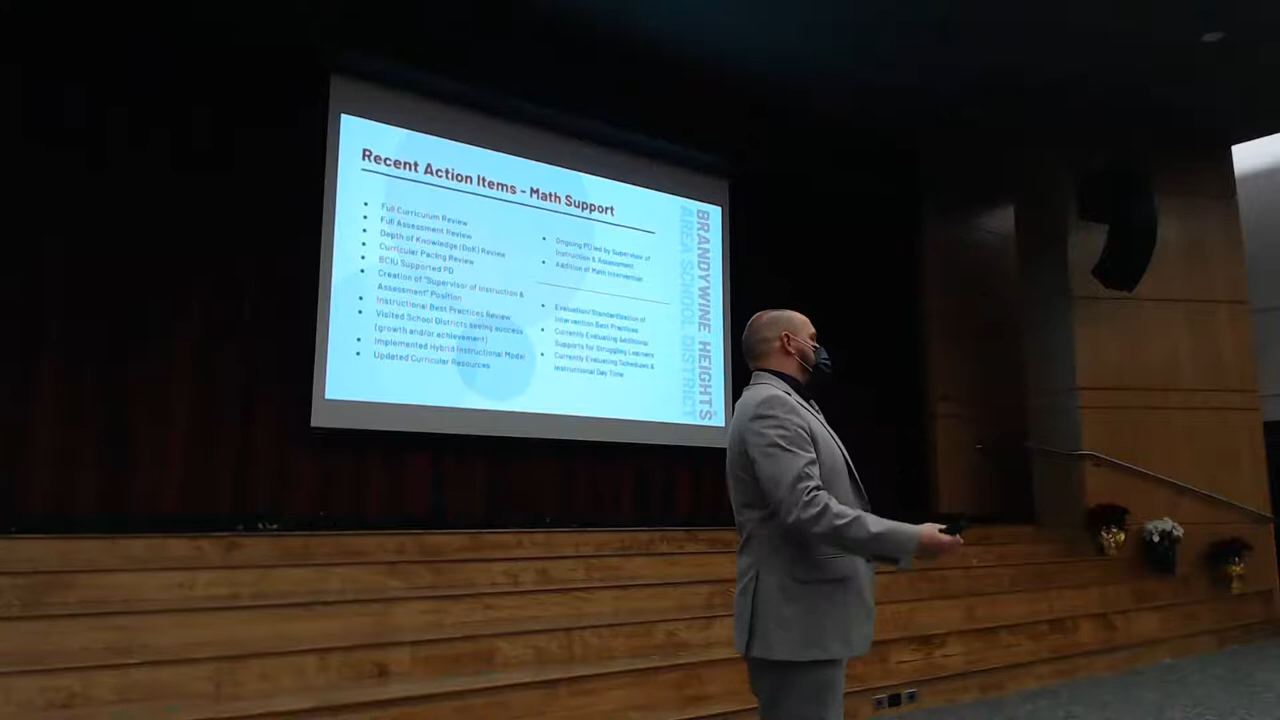 Recent Action Items - Math Support
Full Curriculum Review
Full Assessment Review
Depth of Knowledge (DoK) Review
Curricular Pacing Review
BCIU Supported PD
Creation of "Supervisor of Instruction &
Assessment" Position
Instructional Best Practices Review
Visited School Districts seeing success
(growth and/or achievement)
Implemented Hybrid Instructional Model
Updated Curricular Resources
Ongoing PD led by Supervisor of
Instruction & Assessment
Addition of Math Intervention
Evaluation/Standardization of
Intervention Best Practices
Currently Evaluating Additional
Supports for Struggling Learners
Currently Evaluating Schedules &
Instructional Day Time
BRANDYWINE HEIGHTS
AREA SCHOOL DISTRICT